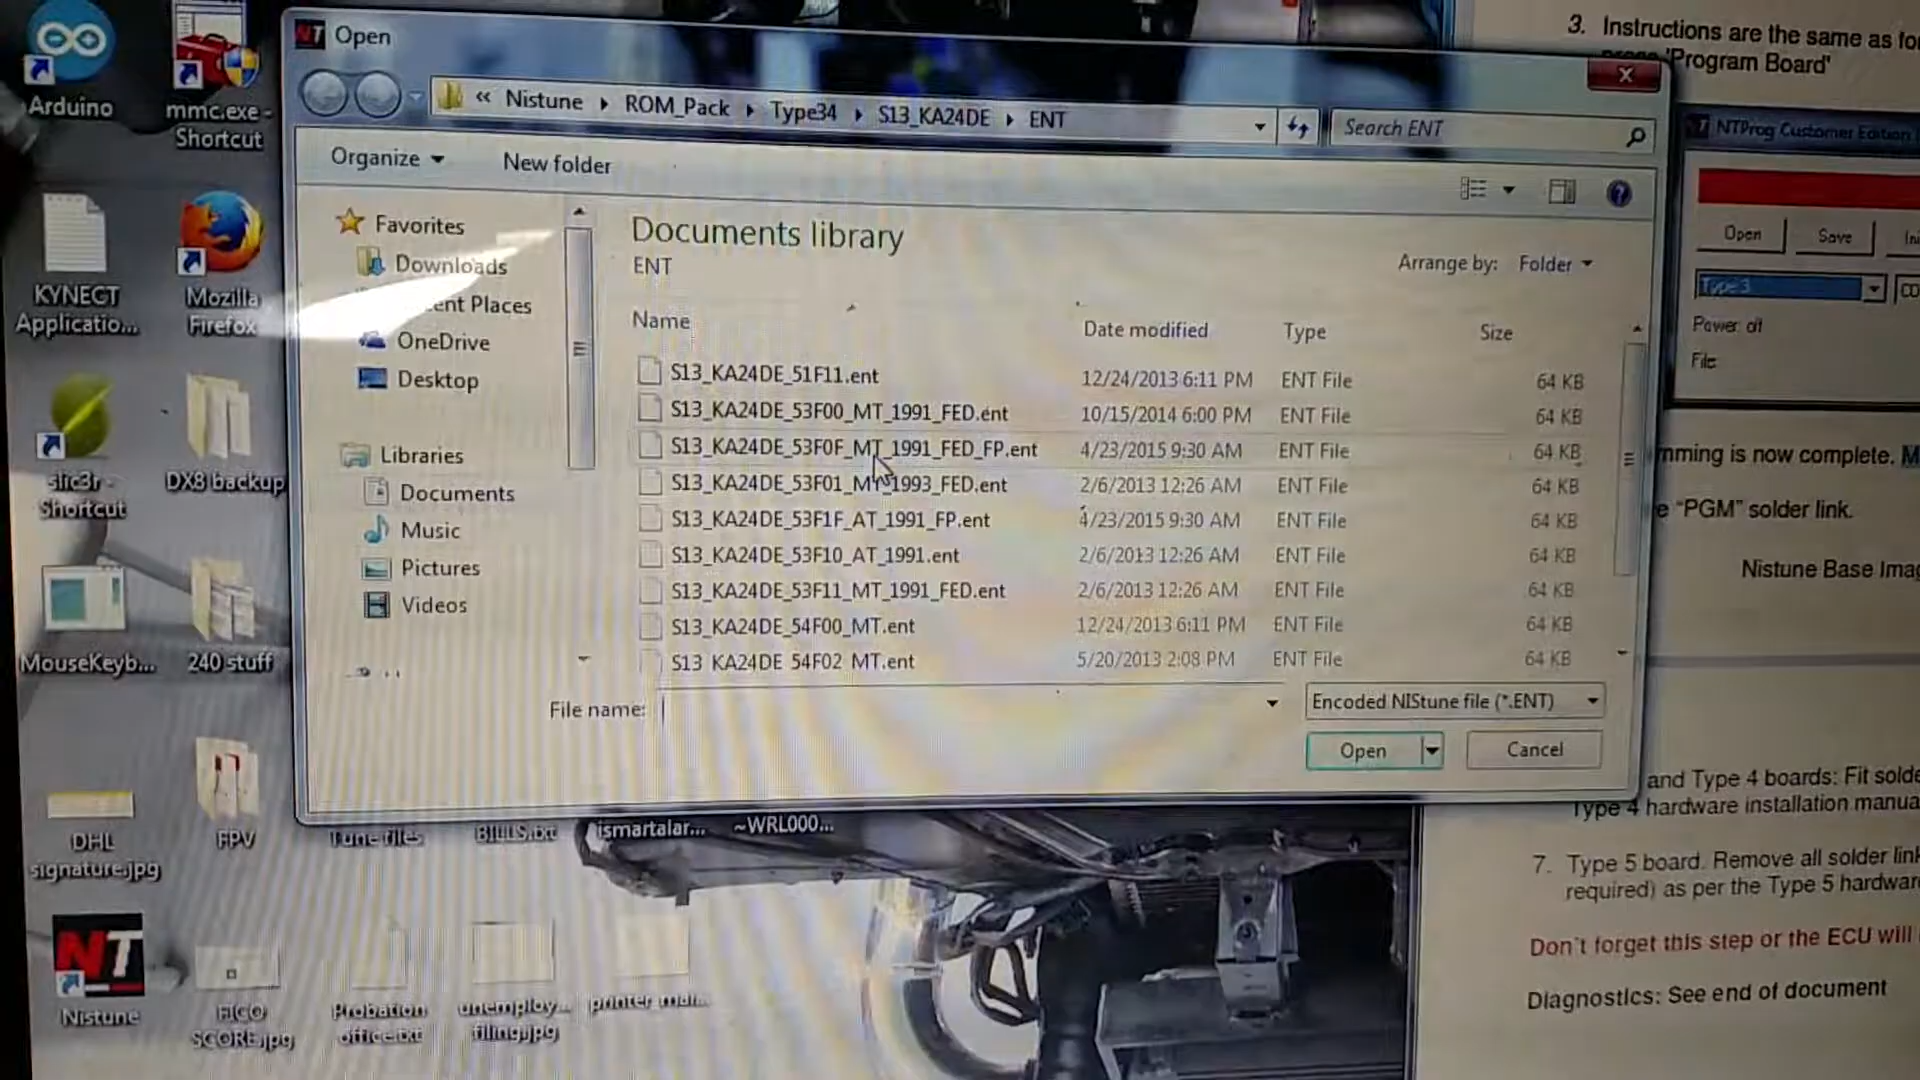 Arduino
mmc.exe -
Shortcut
KYNECT
Applicatio...
Mozilla
Firefox
slic3r -
Shortcut
DX8 backup
MouseKeyb...
240 stuff
DHL
signature.jpg
FPV
Tune files
BILLS.txt
ismartalar...
~WRL000...
Nistune
FICO
SCORE.jpg
Probation
office.txt
unemploy...
filing.jpg
NT Open
« Nistune ▸ ROM_Pack ▸ Type34 ▸ S13_KA24DE ▸ ENT
Search ENT
Organize
New folder
Favorites
Downloads
ent Places
OneDrive
Desktop
Libraries
Documents
Music
Pictures
Videos
Documents library
ENT
Arrange by: Folder
Name Date modified Type Size
S13_KA24DE_51F11.ent 12/24/2013 6:11 PM ENT File 64 KB
S13_KA24DE_53F00_MT_1991_FED.ent 10/15/2014 6:00 PM ENT File 64 KB
S13_KA24DE_53F0F_MT_1991_FED_FP.ent 4/23/2015 9:30 AM ENT File 64 KB
S13_KA24DE_53F01_MT_1993_FED.ent 2/6/2013 12:26 AM ENT File 64 KB
S13_KA24DE_53F1F_AT_1991_FP.ent 4/23/2015 9:30 AM ENT File 64 KB
S13_KA24DE_53F10_AT_1991.ent 2/6/2013 12:26 AM ENT File 64 KB
S13_KA24DE_53F11_MT_1991_FED.ent 2/6/2013 12:26 AM ENT File 64 KB
S13_KA24DE_54F00_MT.ent 12/24/2013 6:11 PM ENT File 64 KB
S13_KA24DE_54F02_MT.ent 5/20/2013 2:08 PM ENT File 64 KB
File name:
Encoded NIStune file (*.ENT)
Open
Cancel
3. Instructions are the same as fo
'Program Board'
NTProg Customer Edition
Open Save
Type 3
CO
Power: off
File:
mming is now complete.
e "PGM" solder link.
Nistune Base Imag
and Type 4 boards: Fit solde
Type 4 hardware installation manua
7. Type 5 board. Remove all solder link
required) as per the Type 5 hardwar
Don't forget this step or the ECU will
Diagnostics: See end of document
NT